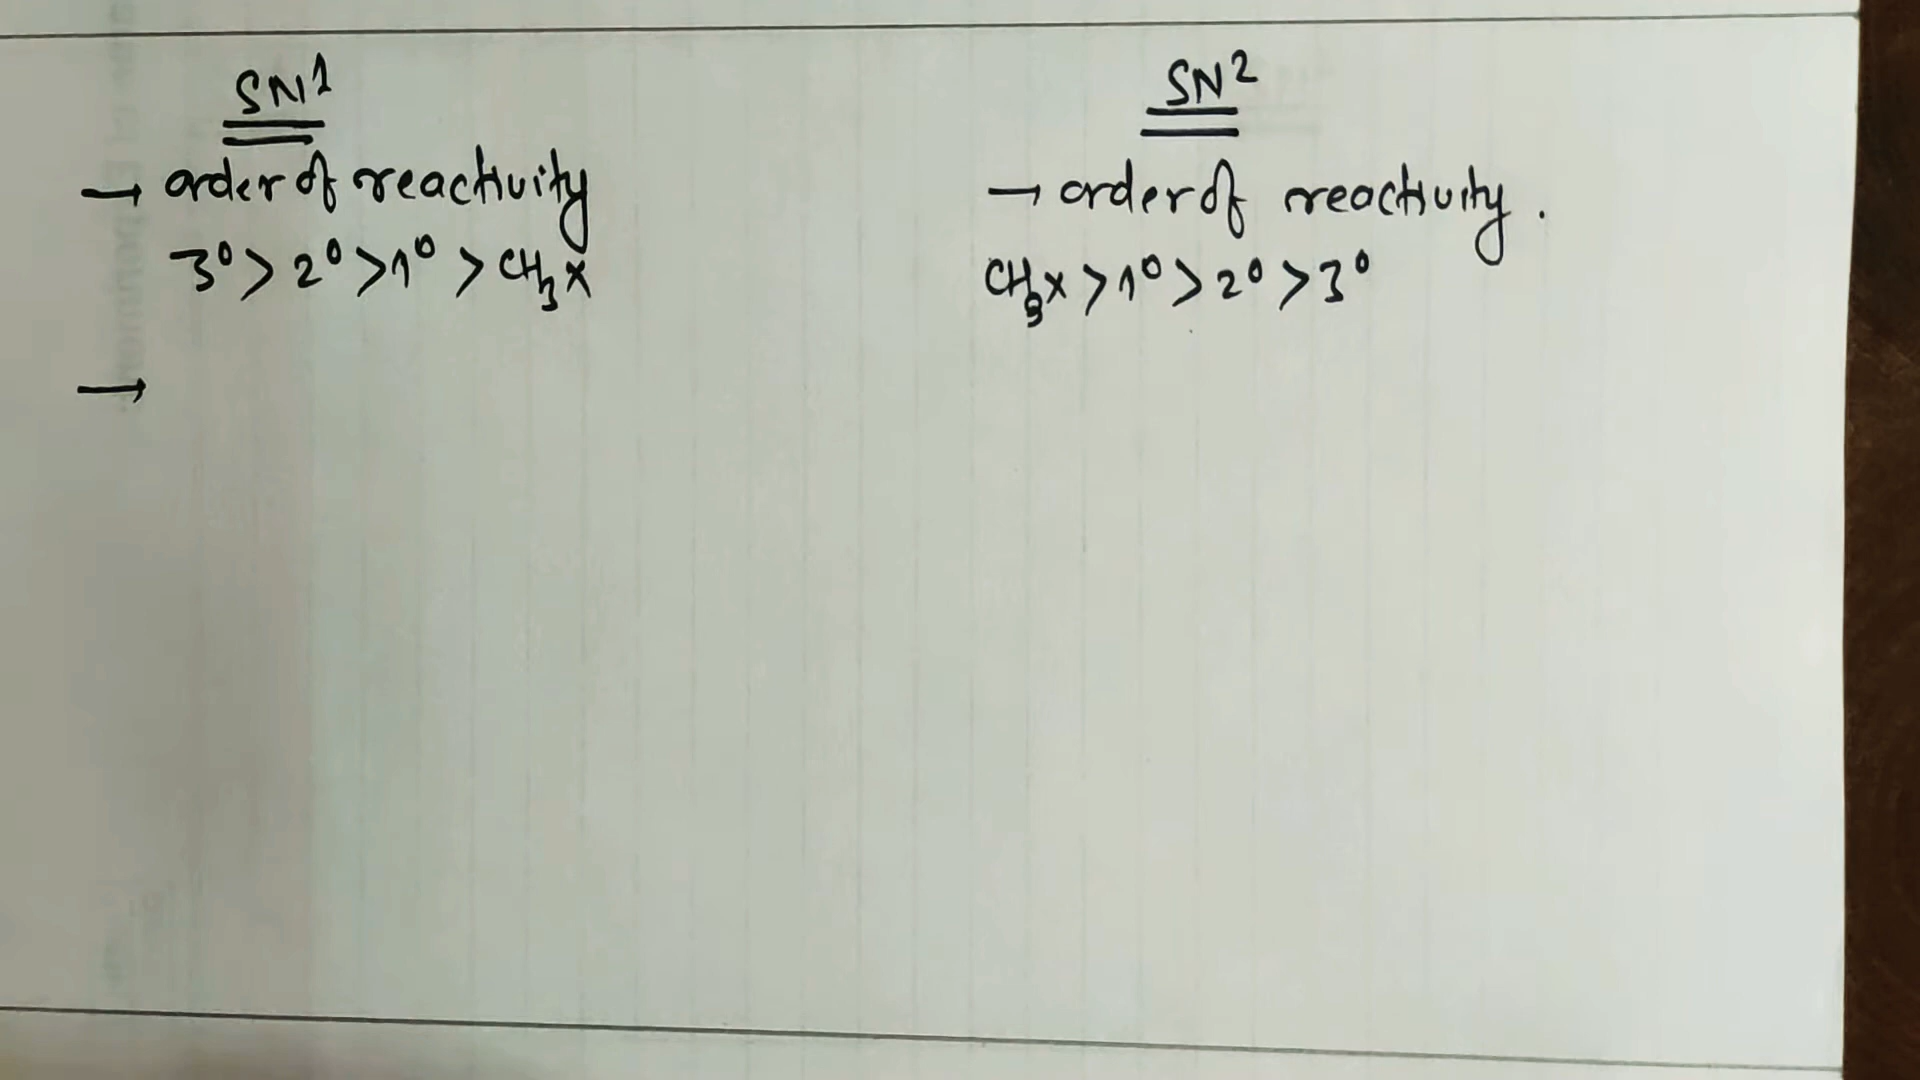 SN1
→ order of reactivity
3° > 2° > 1° > CH3X
→
SN2
→ order of reactivity.
CH3X > 1° > 2° > 3°